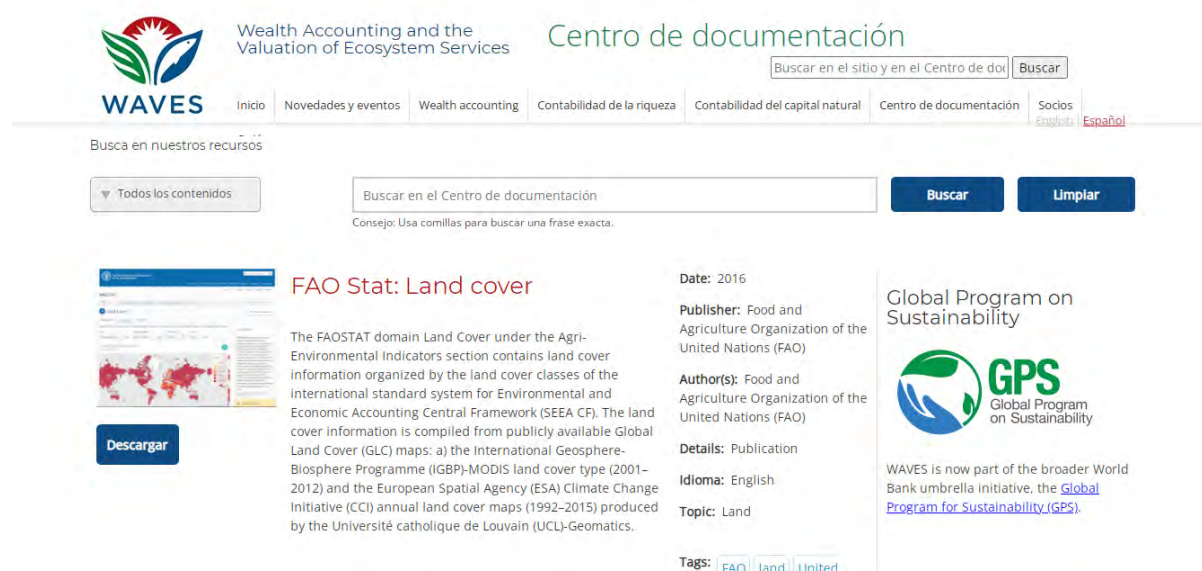 WAVES
Wealth Accounting and the
Valuation of Ecosystem Services
Centro de documentación
Buscar en el sitio y en el Centro de doc
Buscar
Inicio
Novedades y eventos
Wealth accounting
Contabilidad de la riqueza
Contabilidad del capital natural
Centro de documentación
Socios
English
Español
Busca en nuestros recursos
Todos los contenidos
Buscar en el Centro de documentación
Buscar
Limpiar
Consejo: Usa comillas para buscar una frase exacta.
Descargar
FAO Stat: Land cover
The FAOSTAT domain Land Cover under the Agri-
Environmental Indicators section contains land cover
information organized by the land cover classes of the
international standard system for Environmental and
Economic Accounting Central Framework (SEEA CF). The land
cover information is compiled from publicly available Global
Land Cover (GLC) maps: a) the International Geosphere-
Biosphere Programme (IGBP)-MODIS land cover type (2001–
2012) and the European Spatial Agency (ESA) Climate Change
Initiative (CCI) annual land cover maps (1992–2015) produced
by the Université catholique de Louvain (UCL)-Geomatics.
Date: 2016
Publisher: Food and
Agriculture Organization of the
United Nations (FAO)
Author(s): Food and
Agriculture Organization of the
United Nations (FAO)
Details: Publication
Idioma: English
Topic: Land
Tags: FAO land United
Global Program on
Sustainability
GPS
Global Program
on Sustainability
WAVES is now part of the broader World
Bank umbrella initiative, the Global
Program for Sustainability (GPS).